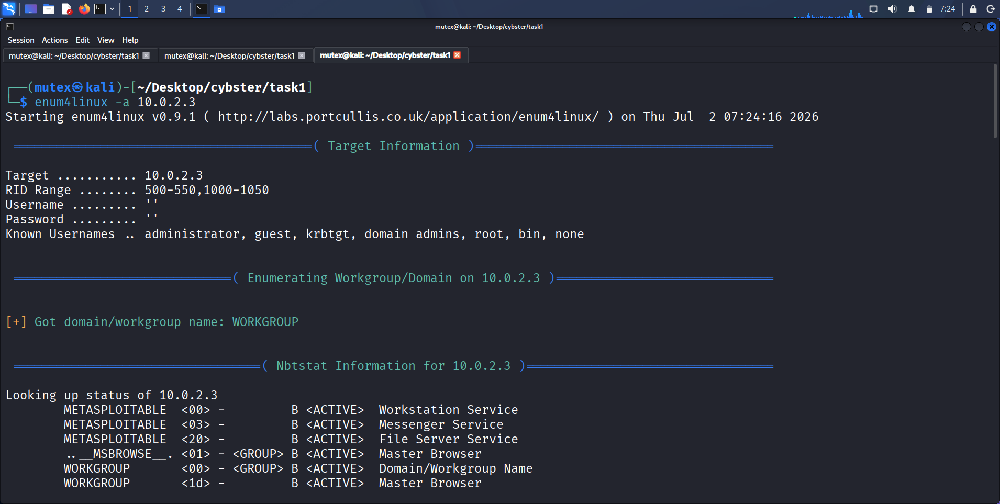 1 2 3 4 7:24
mutex@kali: ~/Desktop/cybster/task1
Session Actions Edit View Help
mutex@kali: ~/Desktop/cybster/task1 mutex@kali: ~/Desktop/cybster/task1 mutex@kali: ~/Desktop/cybster/task1
┌──(mutex㉿kali)-[~/Desktop/cybster/task1]
└─$ enum4linux -a 10.0.2.3
Starting enum4linux v0.9.1 ( http://labs.portcullis.co.uk/application/enum4linux/ ) on Thu Jul  2 07:24:16 2026
( Target Information )
Target ........... 10.0.2.3
RID Range ........ 500-550,1000-1050
Username ......... ''
Password ......... ''
Known Usernames .. administrator, guest, krbtgt, domain admins, root, bin, none
( Enumerating Workgroup/Domain on 10.0.2.3 )
[+] Got domain/workgroup name: WORKGROUP
( Nbtstat Information for 10.0.2.3 )
Looking up status of 10.0.2.3
METASPLOITABLE  <00> -         B <ACTIVE>  Workstation Service
METASPLOITABLE  <03> -         B <ACTIVE>  Messenger Service
METASPLOITABLE  <20> -         B <ACTIVE>  File Server Service
..__MSBROWSE__. <01> - <GROUP> B <ACTIVE>  Master Browser
WORKGROUP       <00> - <GROUP> B <ACTIVE>  Domain/Workgroup Name
WORKGROUP       <1d> -         B <ACTIVE>  Master Browser